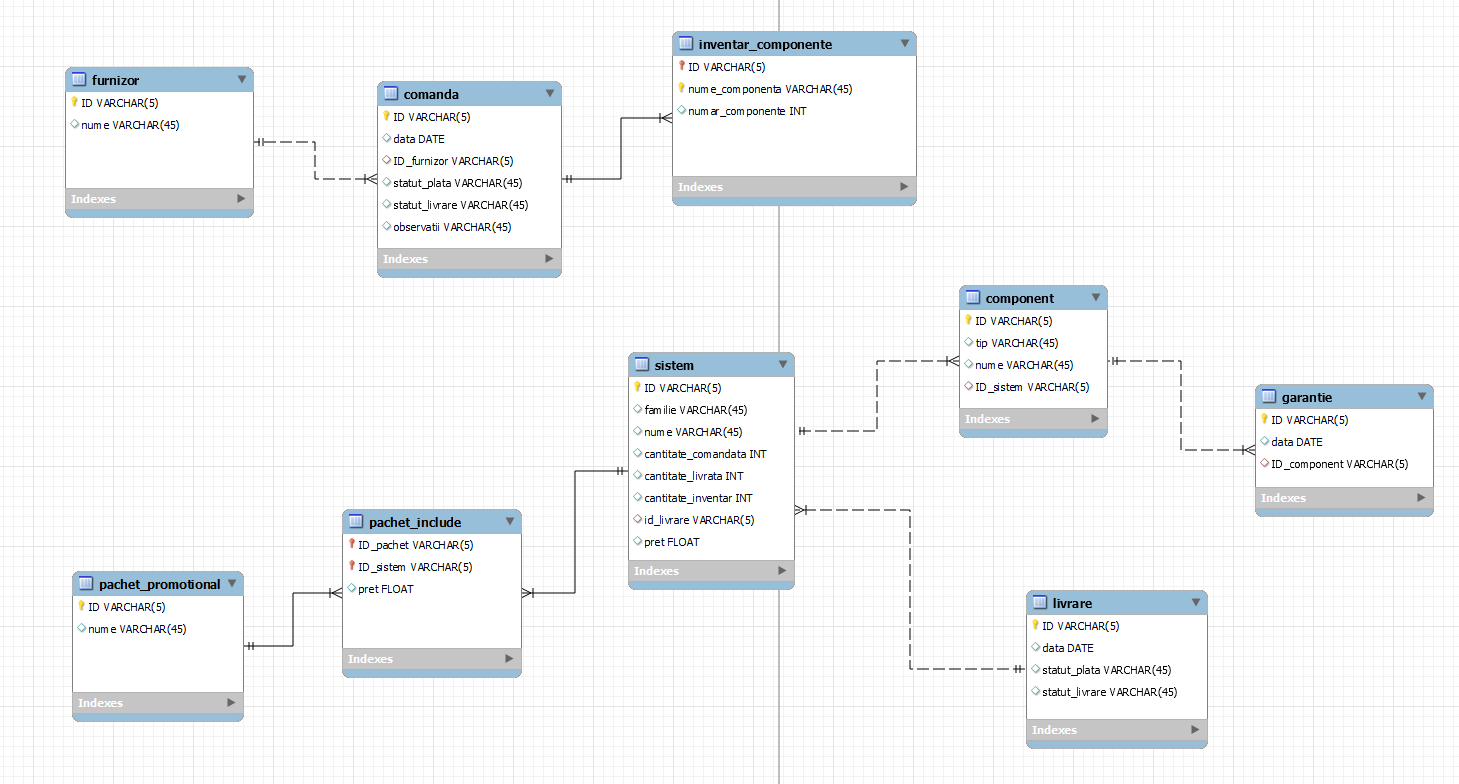 furnizor
ID VARCHAR(5)
nume VARCHAR(45)
Indexes
comanda
ID VARCHAR(5)
data DATE
ID_furnizor VARCHAR(5)
statut_plata VARCHAR(45)
statut_livrare VARCHAR(45)
observatii VARCHAR(45)
Indexes
inventar_componente
ID VARCHAR(5)
nume_componenta VARCHAR(45)
numar_componente INT
Indexes
component
ID VARCHAR(5)
tip VARCHAR(45)
nume VARCHAR(45)
ID_sistem VARCHAR(5)
Indexes
sistem
ID VARCHAR(5)
familie VARCHAR(45)
nume VARCHAR(45)
cantitate_comandata INT
cantitate_livrata INT
cantitate_inventar INT
id_livrare VARCHAR(5)
pret FLOAT
Indexes
garantie
ID VARCHAR(5)
data DATE
ID_component VARCHAR(5)
Indexes
pachet_include
ID_pachet VARCHAR(5)
ID_sistem VARCHAR(5)
pret FLOAT
Indexes
pachet_promotional
ID VARCHAR(5)
nume VARCHAR(45)
Indexes
livrare
ID VARCHAR(5)
data DATE
statut_plata VARCHAR(45)
statut_livrare VARCHAR(45)
Indexes